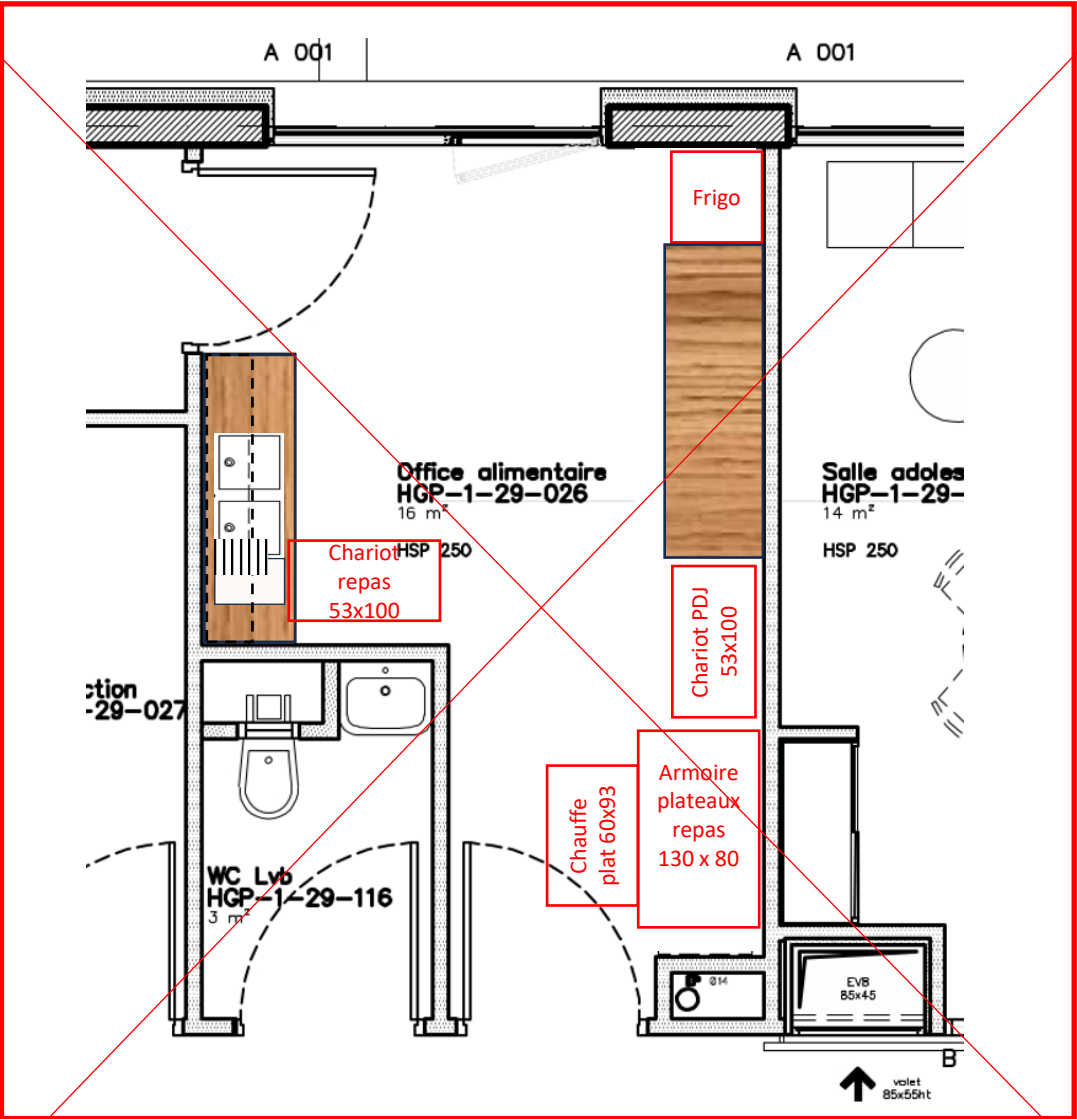 A 001
A 001
Frigo
Office alimentaire
HGP-1-29-026
16 m²
HSP 250
Salle adoles
HGP-1-29-
14 m²
HSP 250
Chariot
repas
53x100
Chariot PDJ
53x100
ction
-29-027
Armoire
plateaux
repas
130 x 80
Chauffe
plat 60x93
WC Lvb
HGP-1-29-116
3 m²
EP
Ø14
EVB
85x45
B
volet
85x55ht